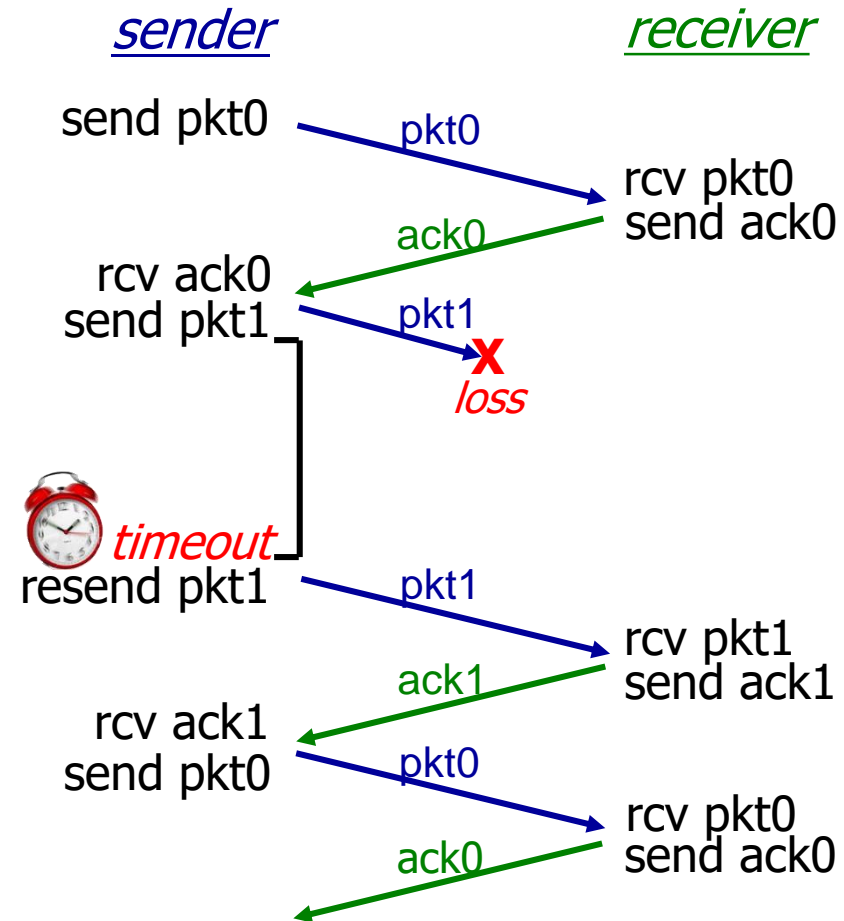 sender
receiver
send pkt0
pkt0
rcv pkt0
send ack0
ack0
rcv ack0
send pkt1
pkt1
X
loss
timeout
resend pkt1
pkt1
rcv pkt1
send ack1
ack1
rcv ack1
send pkt0
pkt0
rcv pkt0
send ack0
ack0